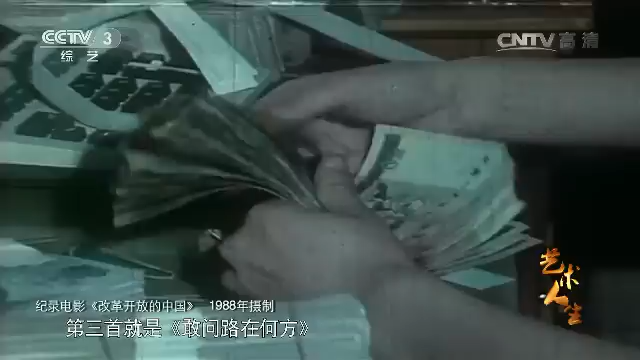 CCTV 3
综艺
CNTV高清
艺术人生
纪录电影《改革开放的中国》 1988年摄制
第三首就是《敢问路在何方》